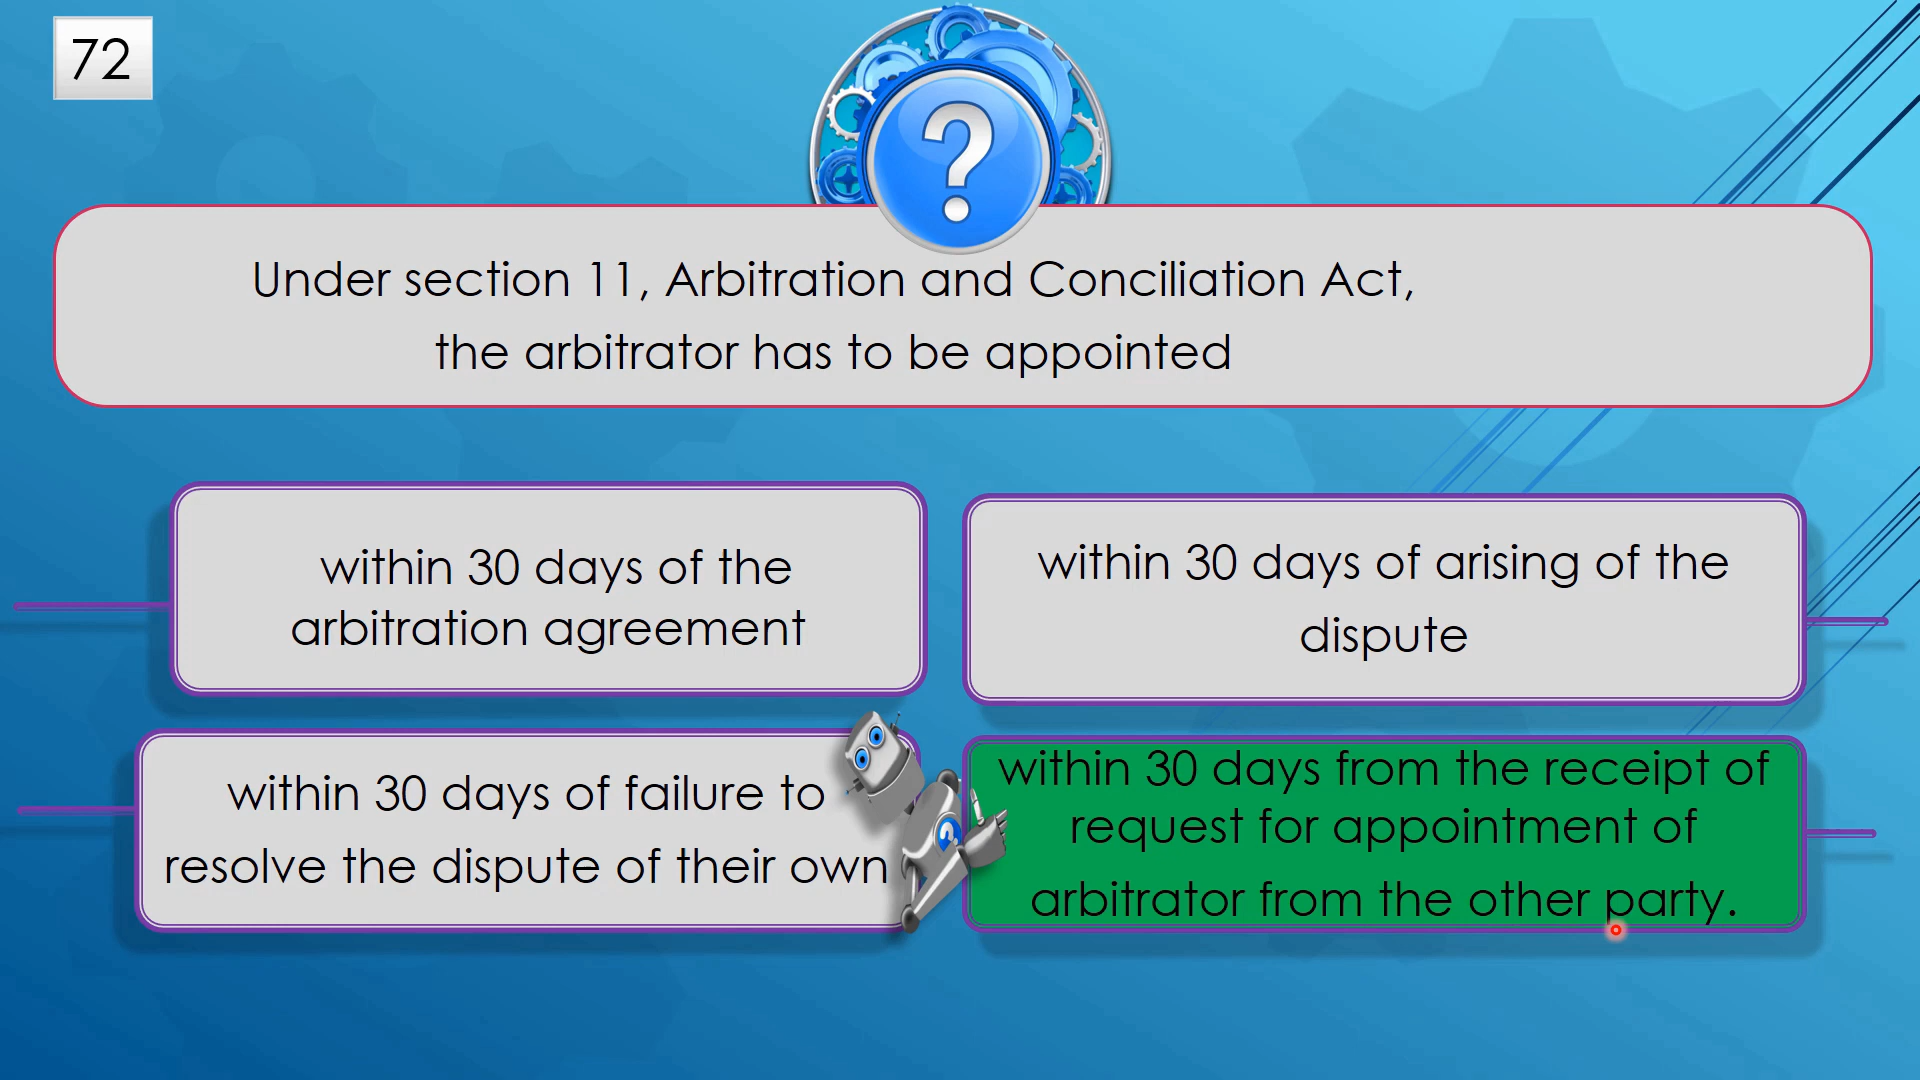 72
?
Under section 11, Arbitration and Conciliation Act,
the arbitrator has to be appointed
within 30 days of the
arbitration agreement
within 30 days of arising of the
dispute
within 30 days of failure to
resolve the dispute of their own
?
within 30 days from the receipt of
request for appointment of
arbitrator from the other party.